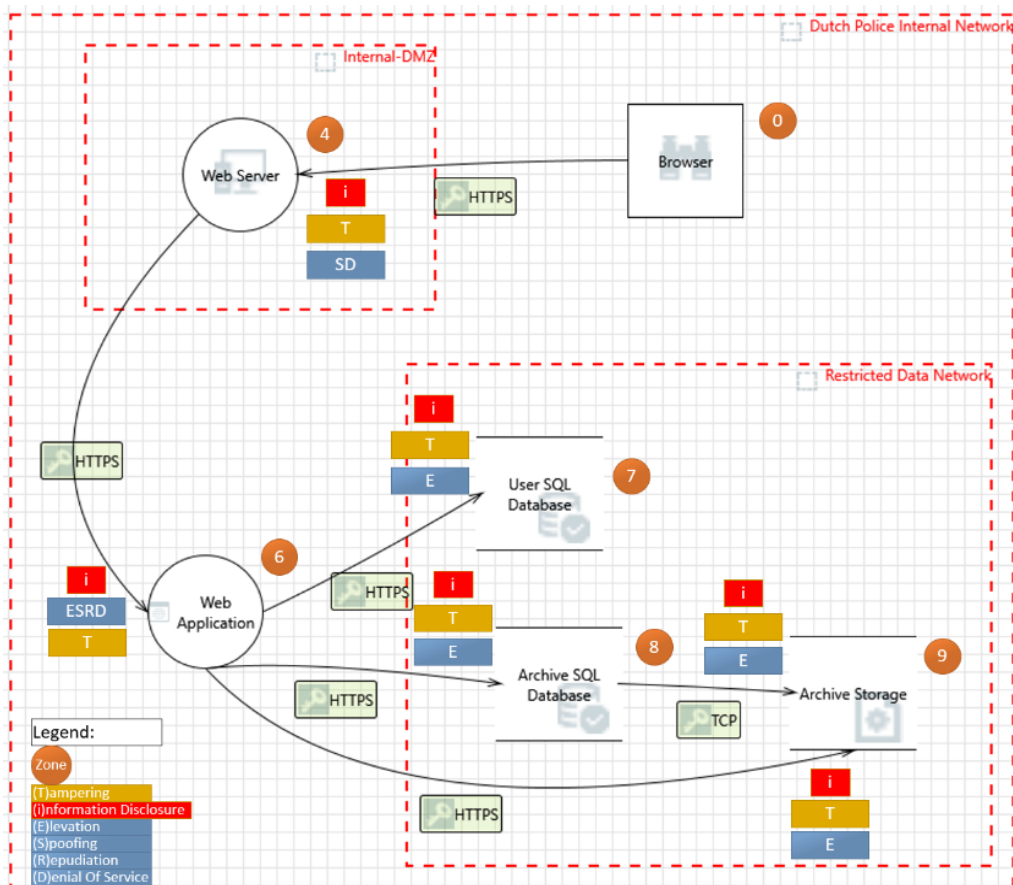 Dutch Police Internal Network
Internal-DMZ
4
0
Web Server
Browser
i
HTTPS
T
SD
Restricted Data Network
i
T
HTTPS
E
7
User SQL
Database
6
i
HTTPS
i
i
ESRD
Web
Application
T
T
T
E
8
E
9
Archive SQL
Database
HTTPS
Archive Storage
TCP
Legend:
Zone
i
(T)ampering
HTTPS
T
(i)nformation Disclosure
(E)levation
E
(S)poofing
(R)epudiation
(D)enial Of Service